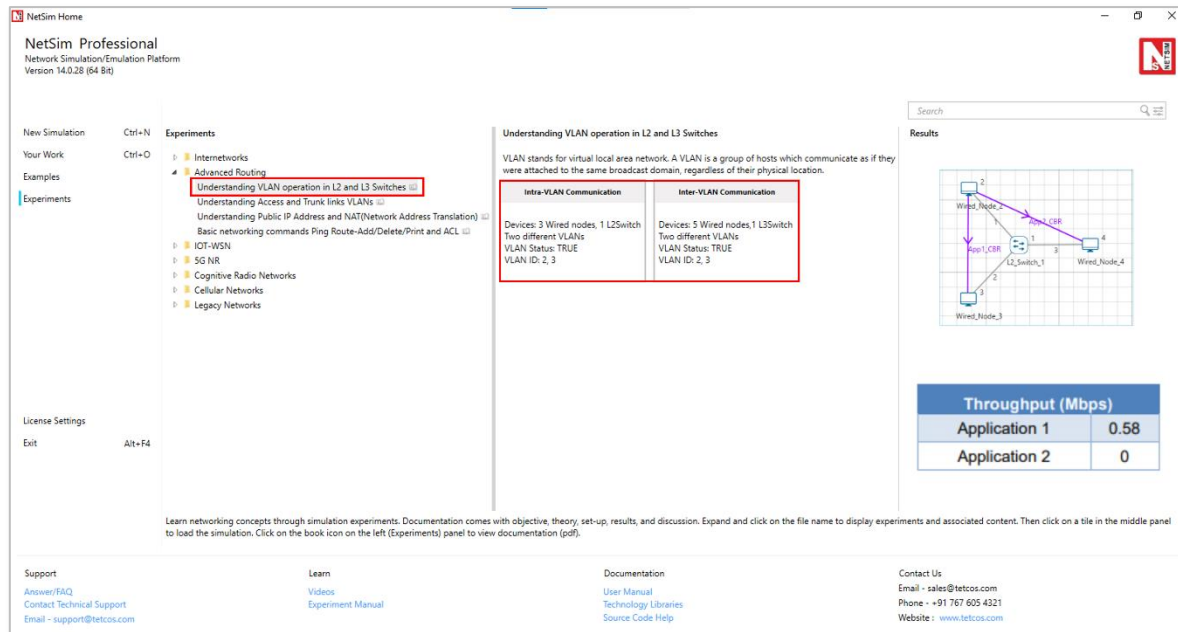 NetSim Home
NetSim Professional
Network Simulation/Emulation Platform
Version 14.0.28 (64 Bit)
NETSIM
Search
New Simulation Ctrl+N
Your Work Ctrl+O
Examples
Experiments
License Settings
Exit Alt+F4
Experiments
Internetworks
Advanced Routing
Understanding VLAN operation in L2 and L3 Switches
Understanding Access and Trunk links VLANs
Understanding Public IP Address and NAT(Network Address Translation)
Basic networking commands Ping Route-Add/Delete/Print and ACL
IOT-WSN
5G NR
Cognitive Radio Networks
Cellular Networks
Legacy Networks
Understanding VLAN operation in L2 and L3 Switches
VLAN stands for virtual local area network. A VLAN is a group of hosts which communicate as if they
were attached to the same broadcast domain, regardless of their physical location.
Intra-VLAN Communication
Devices: 3 Wired nodes, 1 L2Switch
Two different VLANs
VLAN Status: TRUE
VLAN ID: 2, 3
Inter-VLAN Communication
Devices: 5 Wired nodes,1 L3Switch
Two different VLANs
VLAN Status: TRUE
VLAN ID: 2, 3
Results
2
Wired_Node_2
1
App1_CBR
App1_CBR
1
4
L2_Switch_1
3
Wired_Node_4
2
3
Wired_Node_3
Throughput (Mbps)
Application 1 0.58
Application 2 0
Learn networking concepts through simulation experiments. Documentation comes with objective, theory, set-up, results, and discussion. Expand and click on the file name to display experiments and associated content. Then click on a tile in the middle panel
to load the simulation. Click on the book icon on the left (Experiments) panel to view documentation (pdf).
Support
Answer/FAQ
Contact Technical Support
Email - support@tetcos.com
Learn
Videos
Experiment Manual
Documentation
User Manual
Technology Libraries
Source Code Help
Contact Us
Email - sales@tetcos.com
Phone - +91 767 605 4321
Website : www.tetcos.com